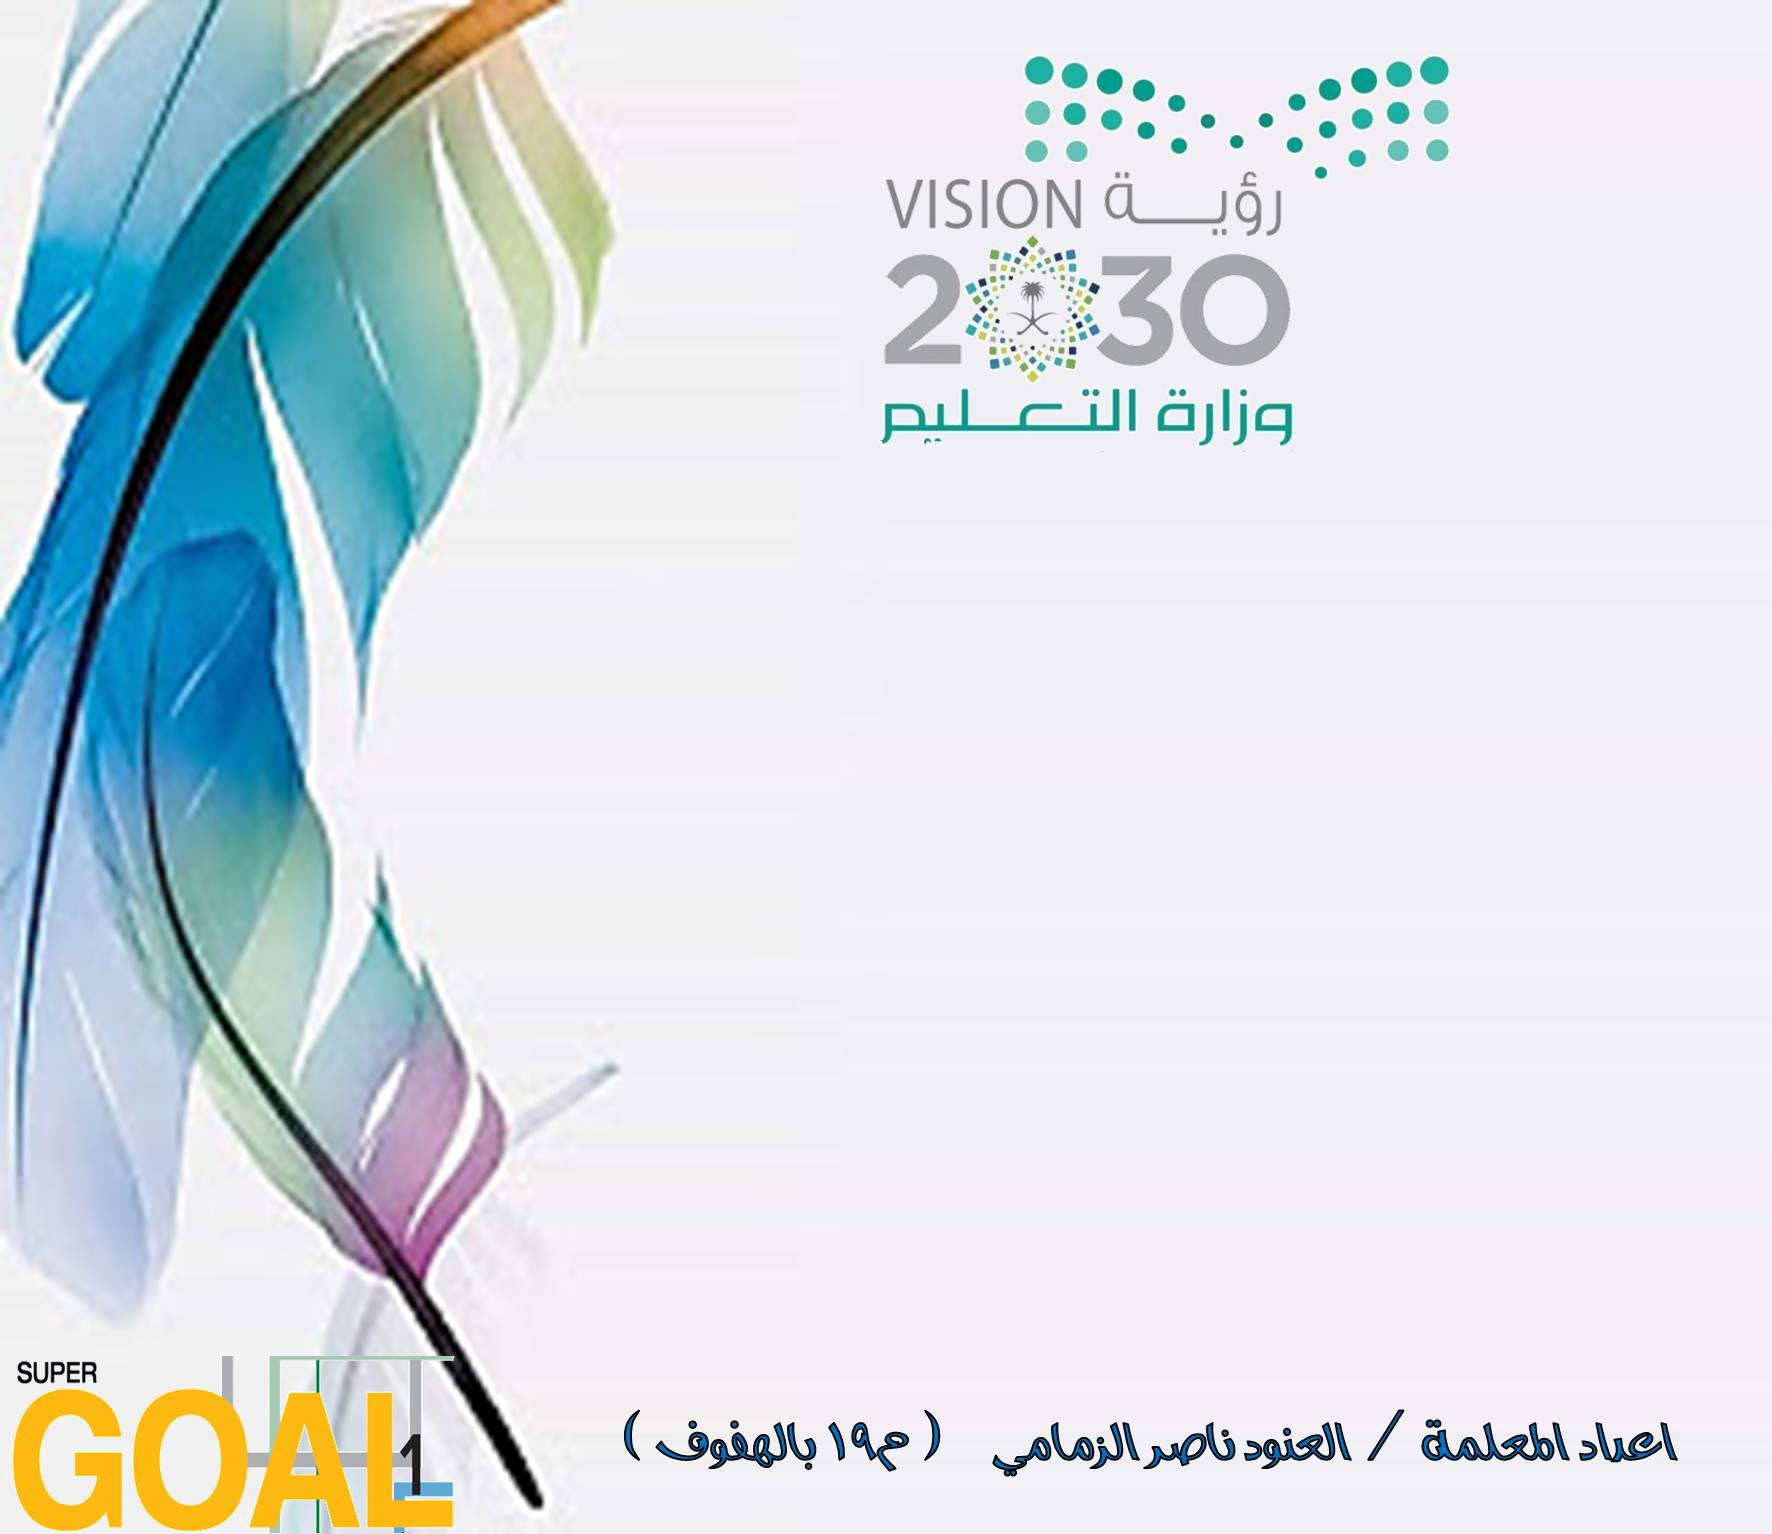 VISION رؤيـــة
2030
وزارة التعـــليم
SUPER
GOAL 1
اعداد المعلمة / العنود ناصر الزمامي ( م١٩ بالهفوف )